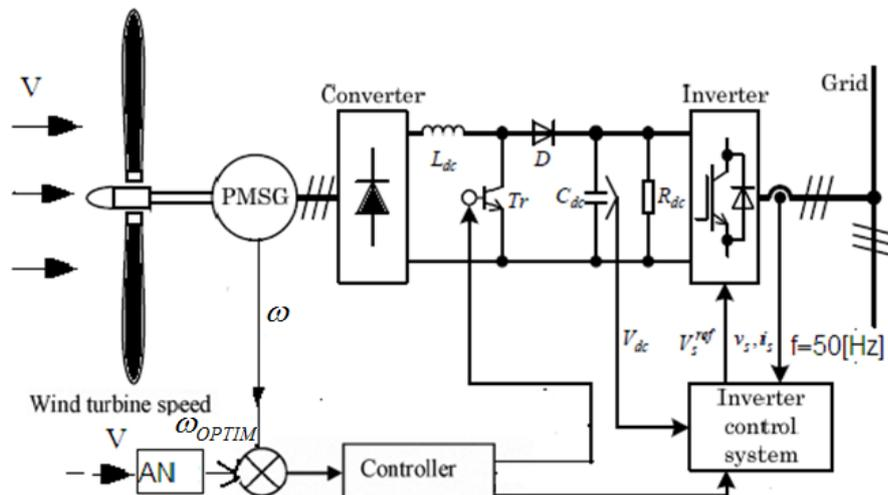 V
Converter
Inverter
Grid
L_dc
D
PMSG
Tr
C_dc
R_dc
ω
V_dc
V_s^ref
v_s, i_s
f=50[Hz]
Wind turbine speed
V
ω_OPTIM
AN
Controller
Inverter
control
system